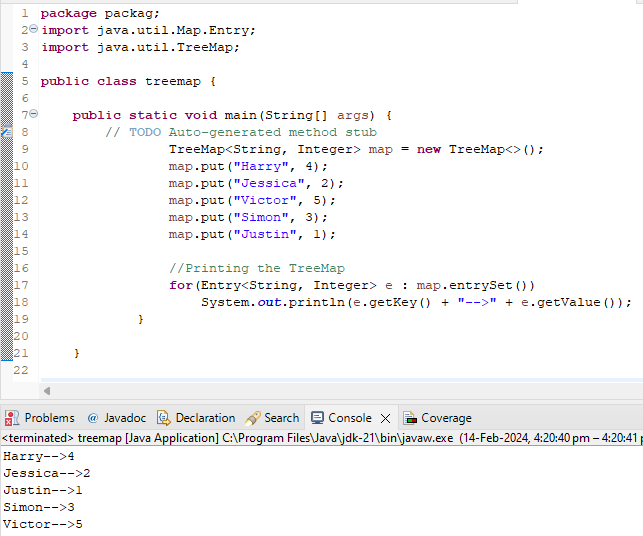 1 package packag;
2 import java.util.Map.Entry;
3 import java.util.TreeMap;
4
5 public class treemap {
6
7 public static void main(String[] args) {
8 // TODO Auto-generated method stub
9 TreeMap<String, Integer> map = new TreeMap<>();
10 map.put("Harry", 4);
11 map.put("Jessica", 2);
12 map.put("Victor", 5);
13 map.put("Simon", 3);
14 map.put("Justin", 1);
15
16 //Printing the TreeMap
17 for(Entry<String, Integer> e : map.entrySet())
18 System.out.println(e.getKey() + "-->" + e.getValue());
19 }
20
21 }
22
Problems @ Javadoc Declaration Search Console Coverage
<terminated> treemap [Java Application] C:\Program Files\Java\jdk-21\bin\javaw.exe (14-Feb-2024, 4:20:40 pm – 4:20:41
Harry-->4
Jessica-->2
Justin-->1
Simon-->3
Victor-->5